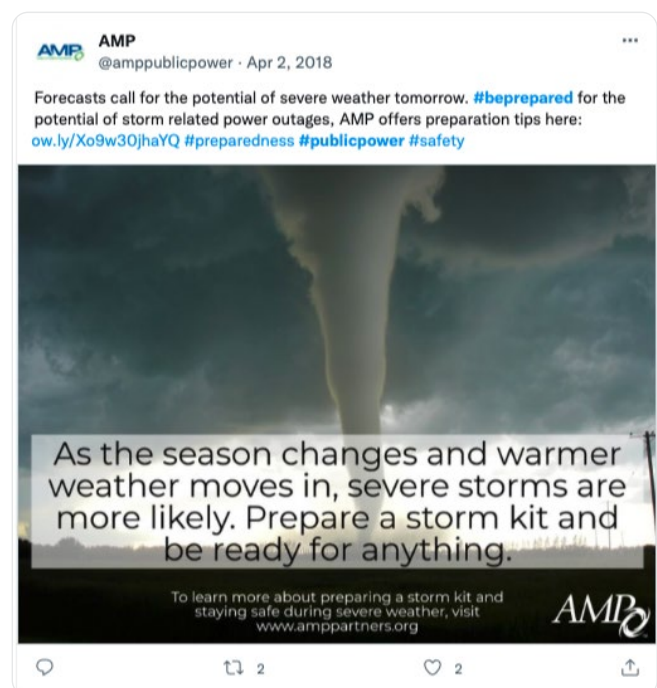 AMP
AMP
@amppublicpower · Apr 2, 2018
Forecasts call for the potential of severe weather tomorrow. #beprepared for the
potential of storm related power outages, AMP offers preparation tips here:
ow.ly/Xo9w30jhaYQ #preparedness #publicpower #safety
As the season changes and warmer
weather moves in, severe storms are
more likely. Prepare a storm kit and
be ready for anything.
To learn more about preparing a storm kit and
staying safe during severe weather, visit
www.amppartners.org
AMP
2
2